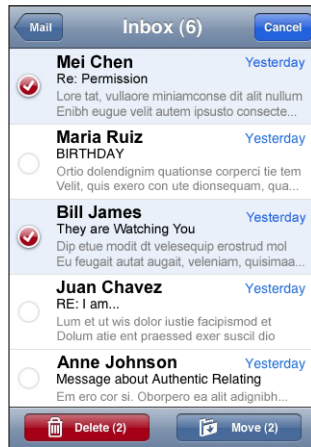 Mail
Inbox (6)
Cancel
Mei Chen
Yesterday
Re: Permission
Lore tat, vullaore miniamconse dit alit nullum
Enibh eugue velit autem ipsusto consecte...
Maria Ruiz
Yesterday
BIRTHDAY
Ortio dolendignim quationse corperci tie tem
Velit, quis exero con ute dionsequam, qua...
Bill James
Yesterday
They are Watching You
Dip etue modit dt velesequip erostrud mol
Eu feugait autat augait, veleniam, quisimaa...
Juan Chavez
Yesterday
RE: I am...
Lum et ut wis dolor iustie facipismod et
Dolum atie ent praessed exer suscil dio
Anne Johnson
Yesterday
Message about Authentic Relating
Em ero cor si. Oborpero ea alit adignibh...
Delete (2)
Move (2)